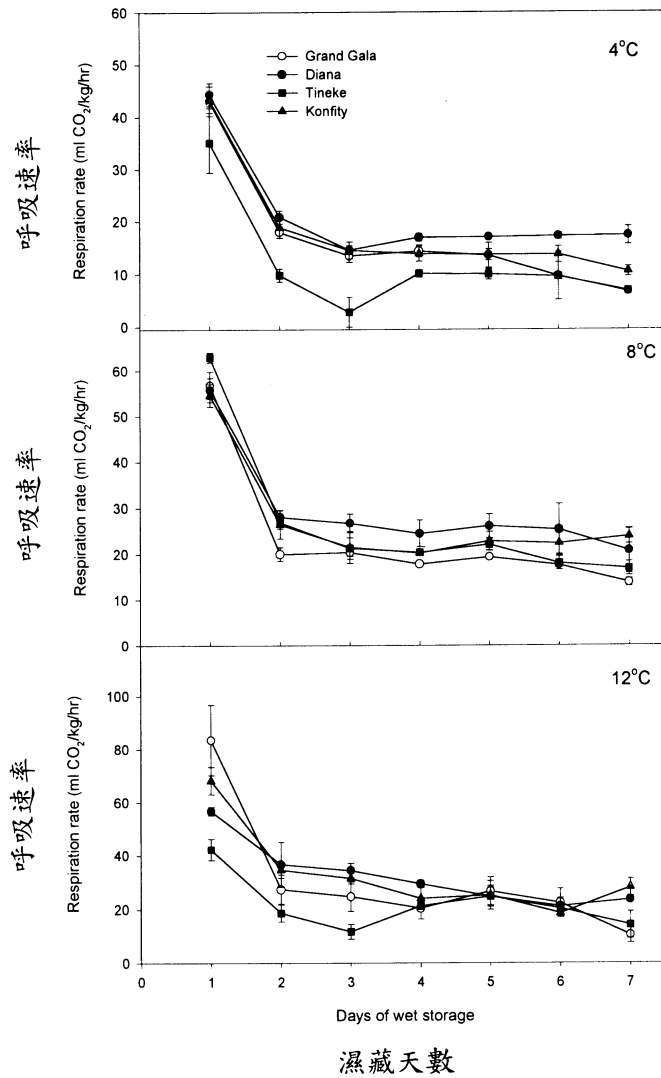 60
4°C
Grand Gala
Diana
Tineke
Konfity
50
40
30
20
10
0
呼吸速率
Respiration rate (ml CO₂/kg/hr)
8°C
60
50
40
30
20
10
0
呼吸速率
Respiration rate (ml CO₂/kg/hr)
12°C
100
80
60
40
20
0
呼吸速率
Respiration rate (ml CO₂/kg/hr)
0 1 2 3 4 5 6 7
Days of wet storage
濕藏天數